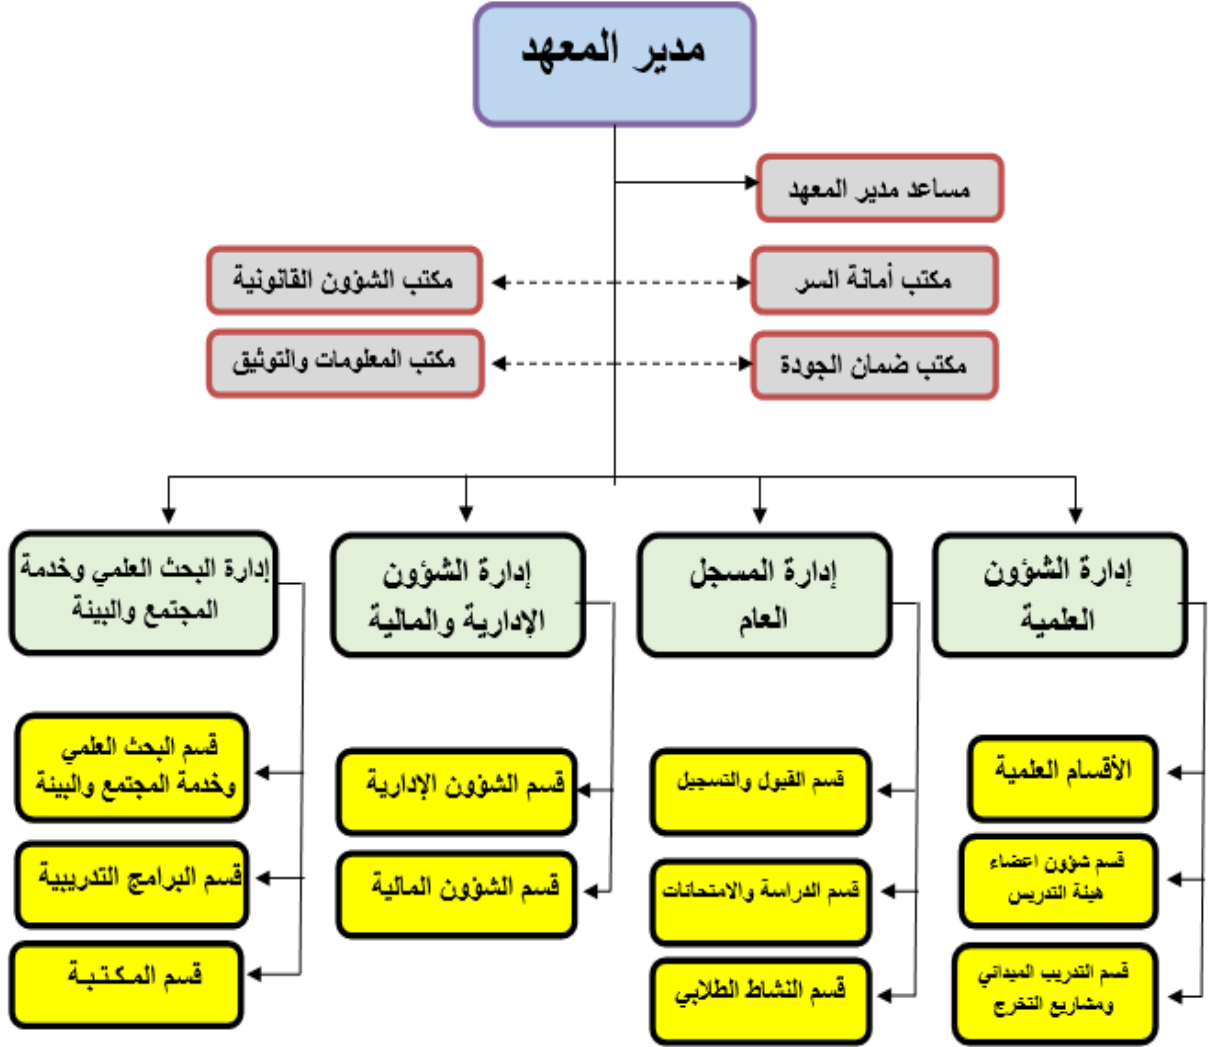 مدير المعهد
مساعد مدير المعهد
مكتب أمانة السر
مكتب الشؤون القانونية
مكتب ضمان الجودة
مكتب المعلومات والتوثيق
إدارة الشؤون
العلمية
إدارة المسجل
العام
إدارة الشؤون
الإدارية والمالية
إدارة البحث العلمي وخدمة
المجتمع والبيئة
الأقسام العلمية
قسم شؤون اعضاء
هيئة التدريس
قسم التدريب الميداني
ومشاريع التخرج
قسم القبول والتسجيل
قسم الدراسة والامتحانات
قسم النشاط الطلابي
قسم الشؤون الإدارية
قسم الشؤون المالية
قسم البحث العلمي
وخدمة المجتمع والبيئة
قسم البرامج التدريبية
قسم المكتبة